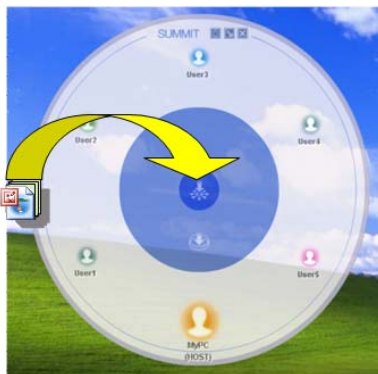 SUMMIT
User3
User2
User4
User1
User5
MyPC
(HOST)